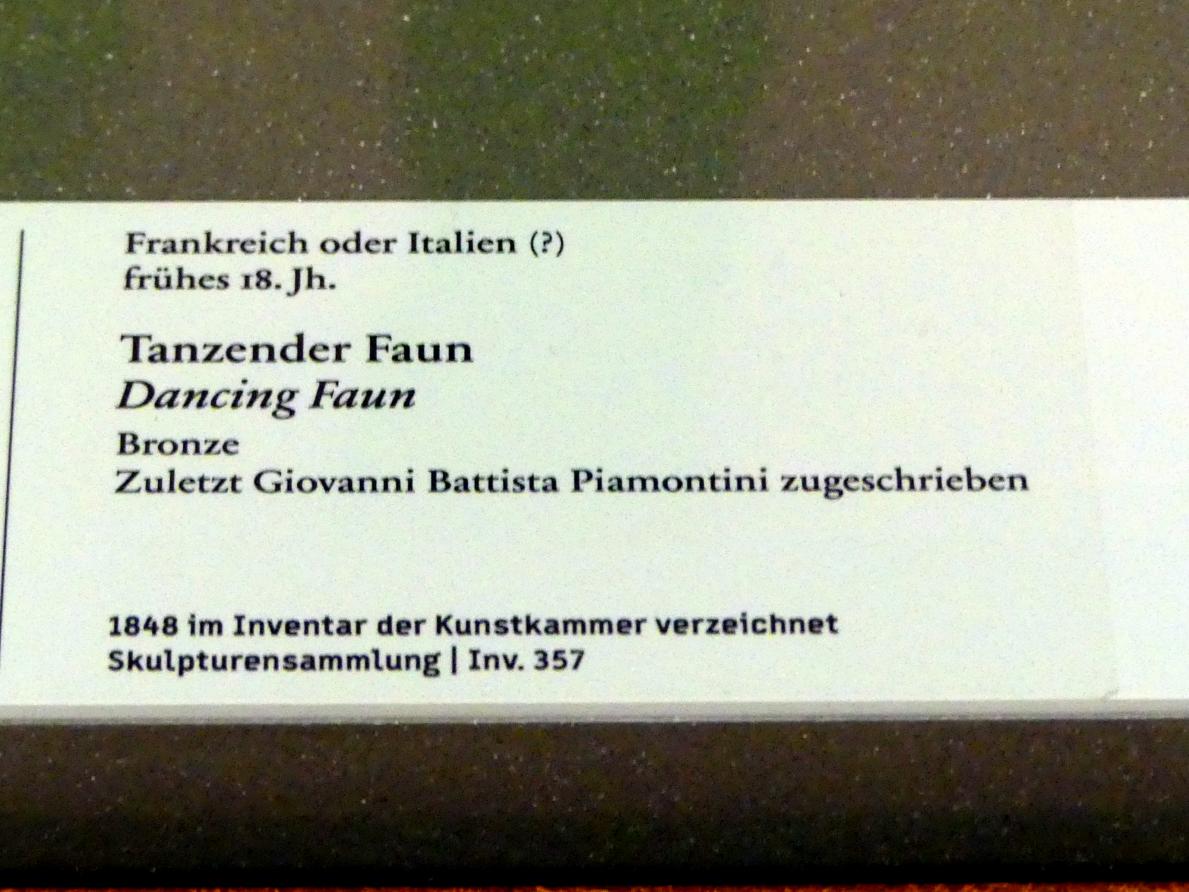 Frankreich oder Italien (?)
frühes 18. Jh.
Tanzender Faun
Dancing Faun
Bronze
Zuletzt Giovanni Battista Piamontini zugeschrieben
1848 im Inventar der Kunstkammer verzeichnet
Skulpturensammlung | Inv. 357